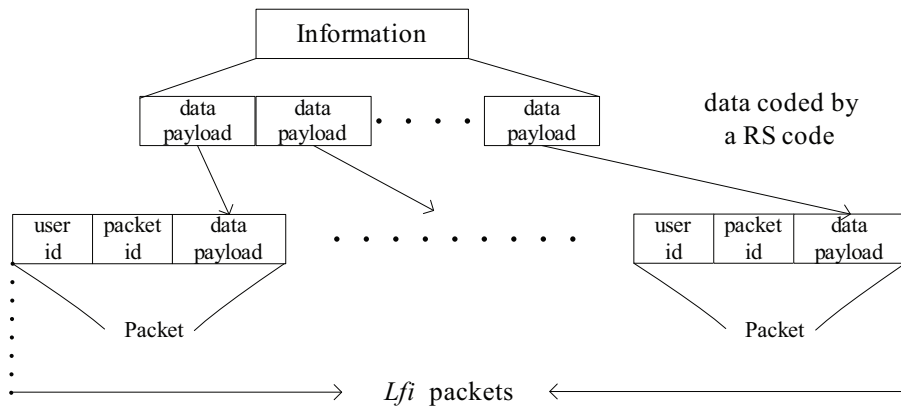 Information
data payload
data payload
data payload
data coded by
a RS code
user id
packet id
data payload
user id
packet id
data payload
Packet
Packet
Lfi packets